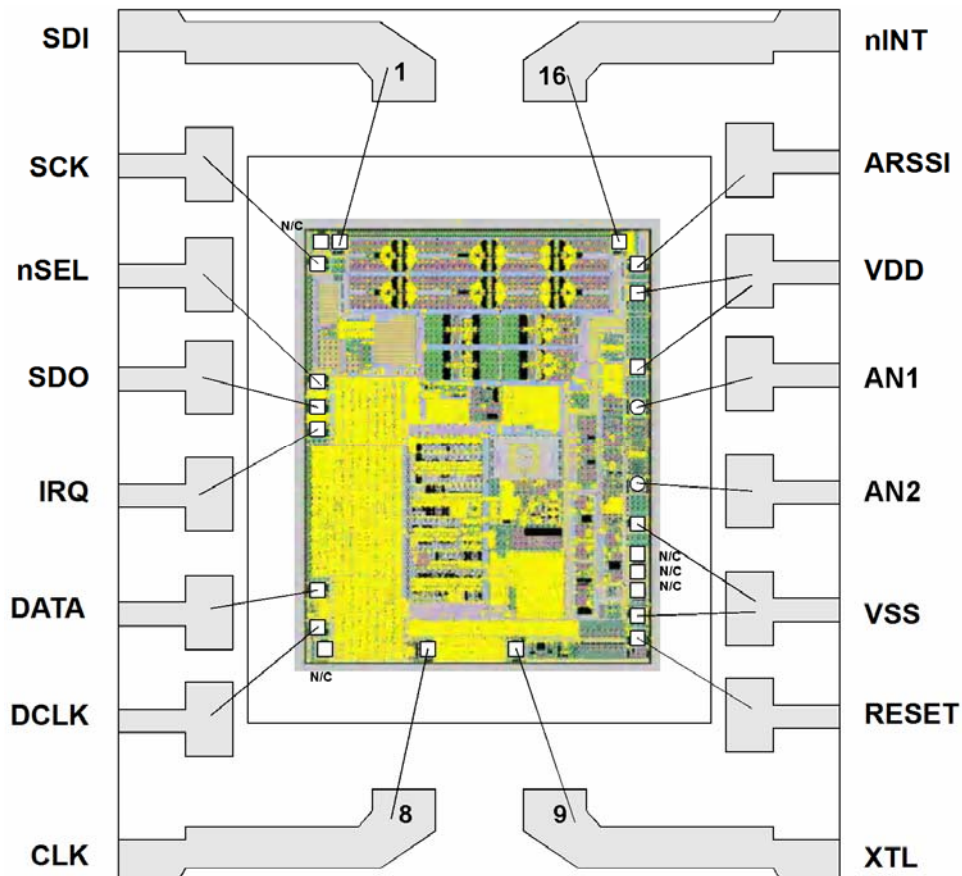 SDI
nINT
1
16
SCK
ARSSI
N/C
nSEL
VDD
SDO
AN1
IRQ
AN2
N/C
N/C
N/C
DATA
VSS
N/C
DCLK
RESET
8
9
CLK
XTL